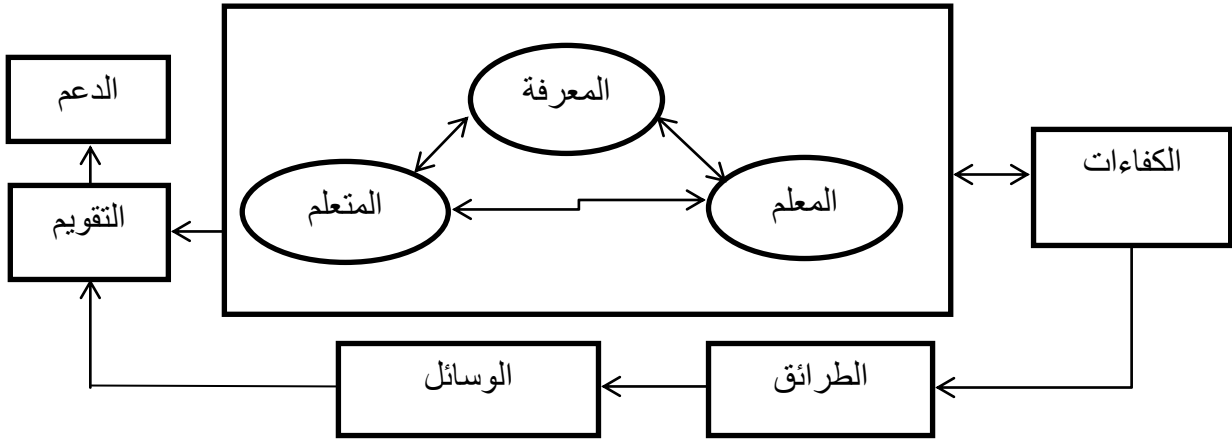 المعرفة
الدعم
الكفاءات
المعلم
المتعلم
التقويم
الطرائق
الوسائل